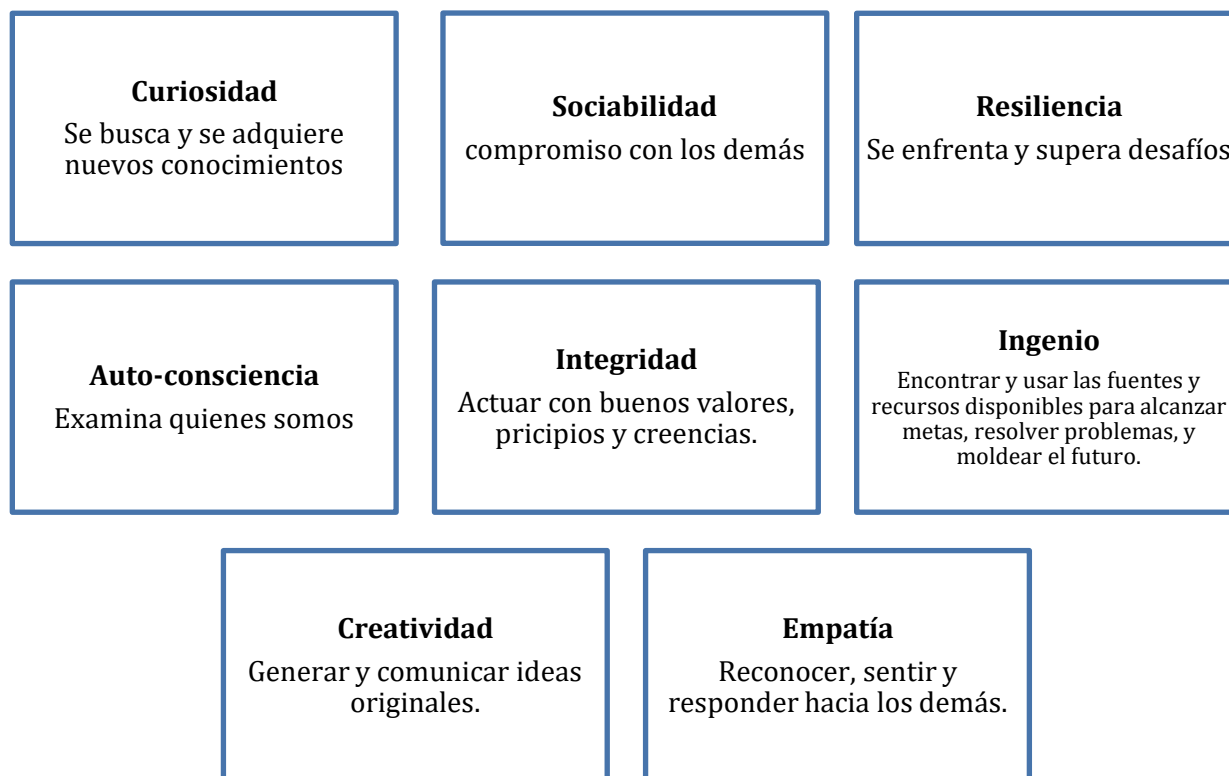 Curiosidad
Se busca y se adquiere
nuevos conocimientos
Sociabilidad
compromiso con los demás
Resiliencia
Se enfrenta y supera desafíos
Auto-consciencia
Examina quienes somos
Integridad
Actuar con buenos valores,
pricipios y creencias.
Ingenio
Encontrar y usar las fuentes y
recursos disponibles para alcanzar
metas, resolver problemas, y
moldear el futuro.
Creatividad
Generar y comunicar ideas
originales.
Empatía
Reconocer, sentir y
responder hacia los demás.